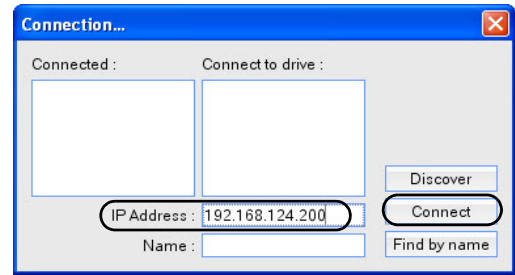 Connection...
Connected : Connect to drive :
Discover
IP Address : 192.168.124.200 Connect
Name : Find by name